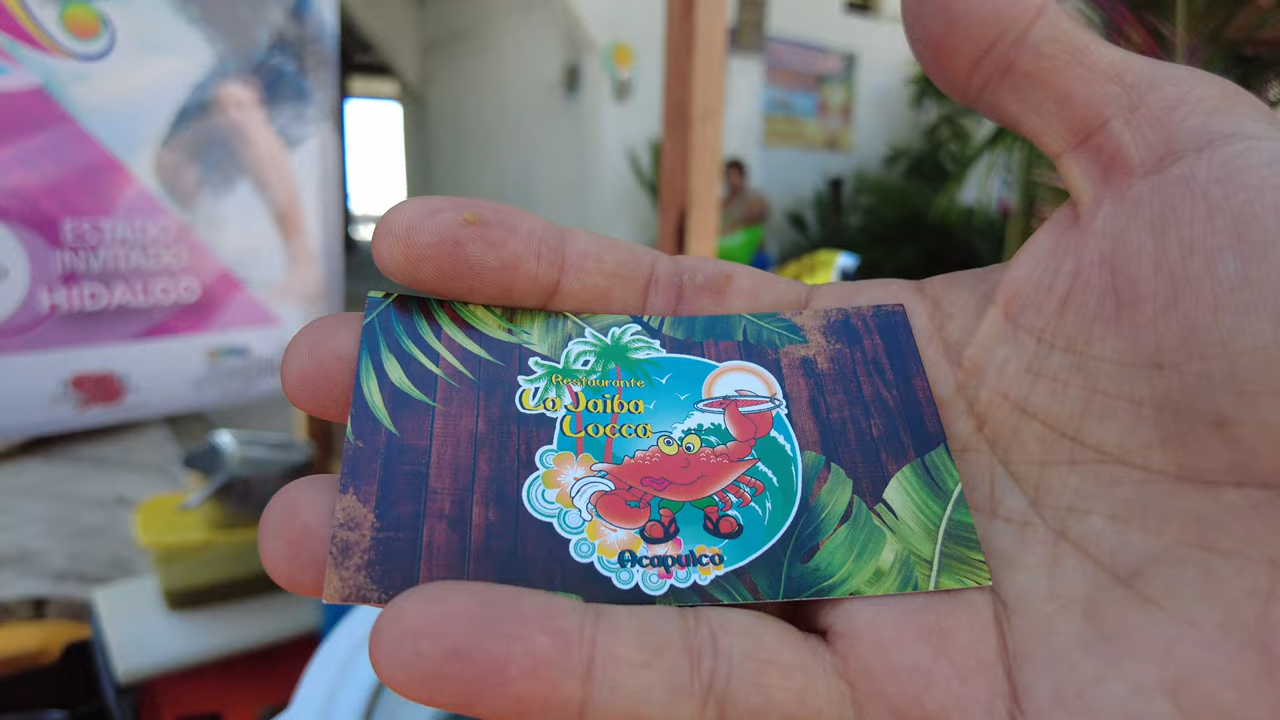 ESTADO
INVITADO
HIDALGO
Restaurante
La Jaiba
Locca
Acapulco